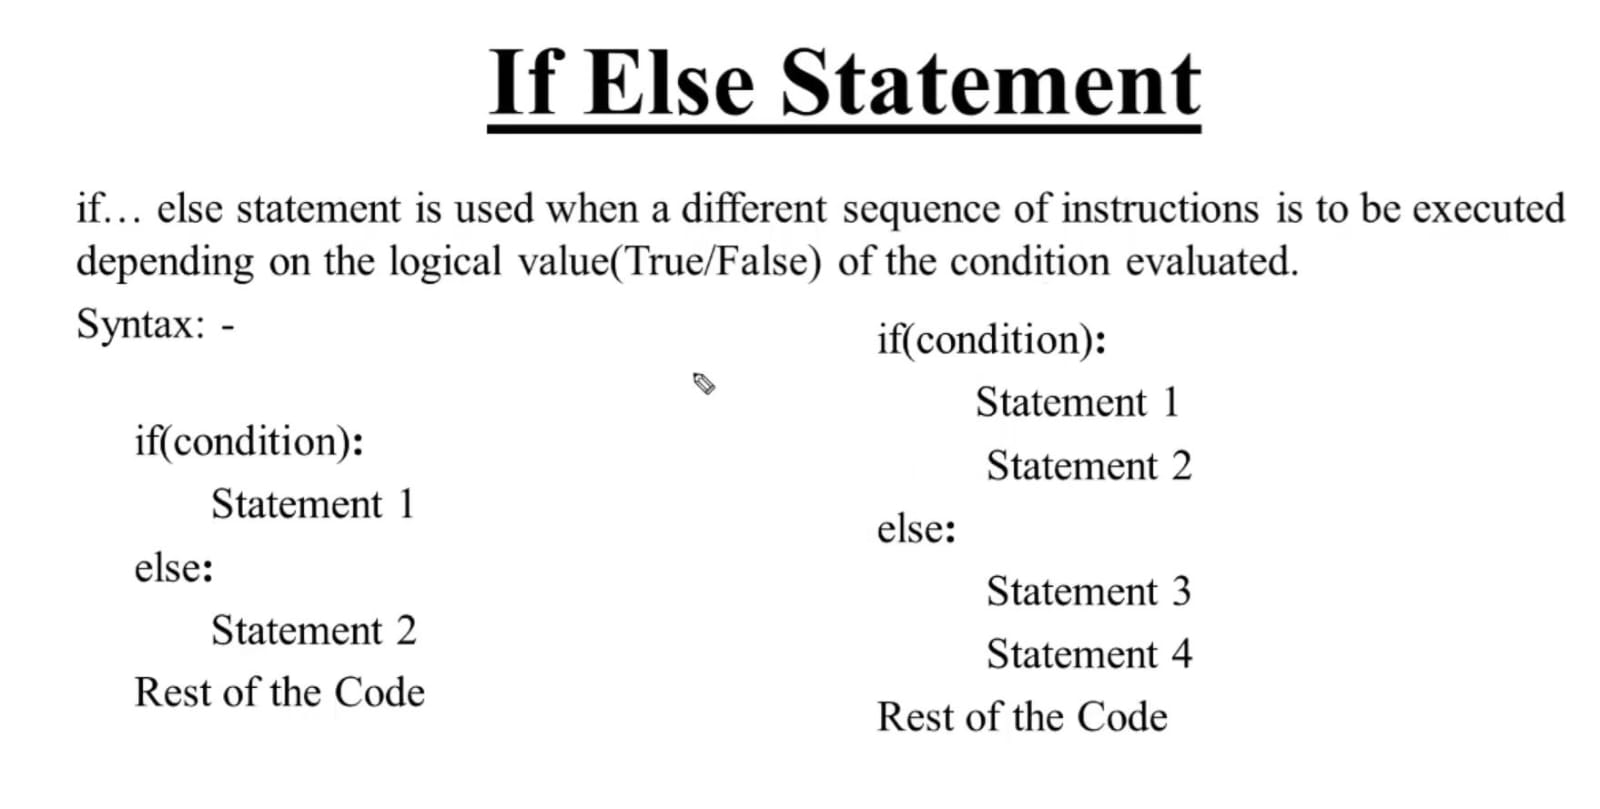 If Else Statement
if… else statement is used when a different sequence of instructions is to be executed
depending on the logical value(True/False) of the condition evaluated.
Syntax: -
if(condition):
Statement 1
else:
Statement 2
Rest of the Code
if(condition):
Statement 1
Statement 2
else:
Statement 3
Statement 4
Rest of the Code